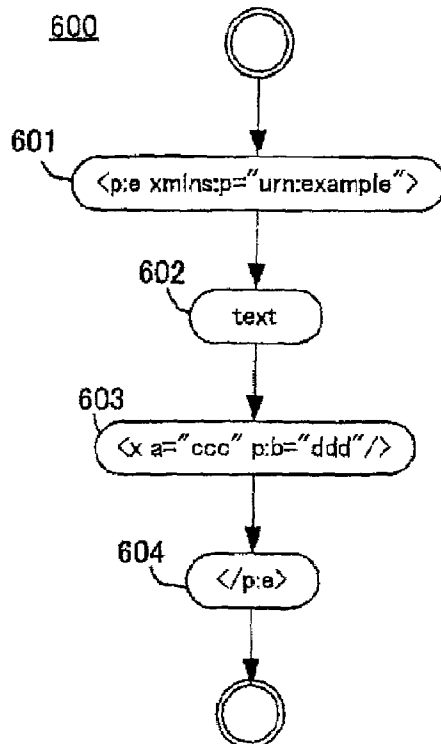 600
601
<p:e xmlns:p="urn:example">
602
text
603
<x a="ccc" p:b="ddd"/>
604
</p:e>